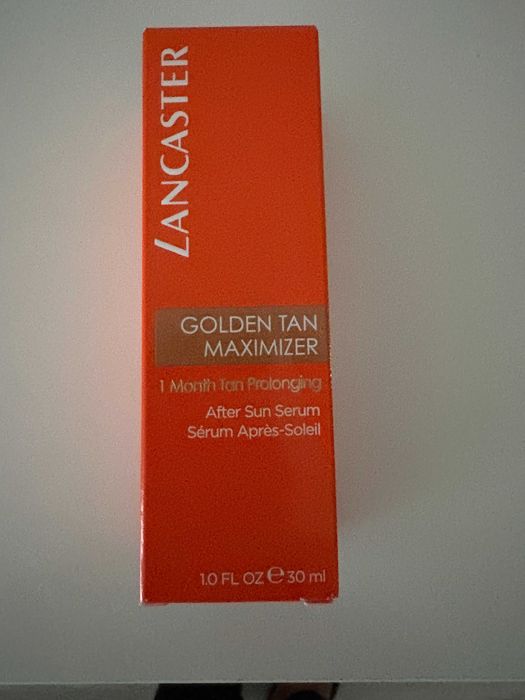 LANCASTER
GOLDEN TAN
MAXIMIZER
1 Month Tan Prolonging
After Sun Serum
Sérum Après-Soleil
1.0 FL OZ ℮ 30 ml